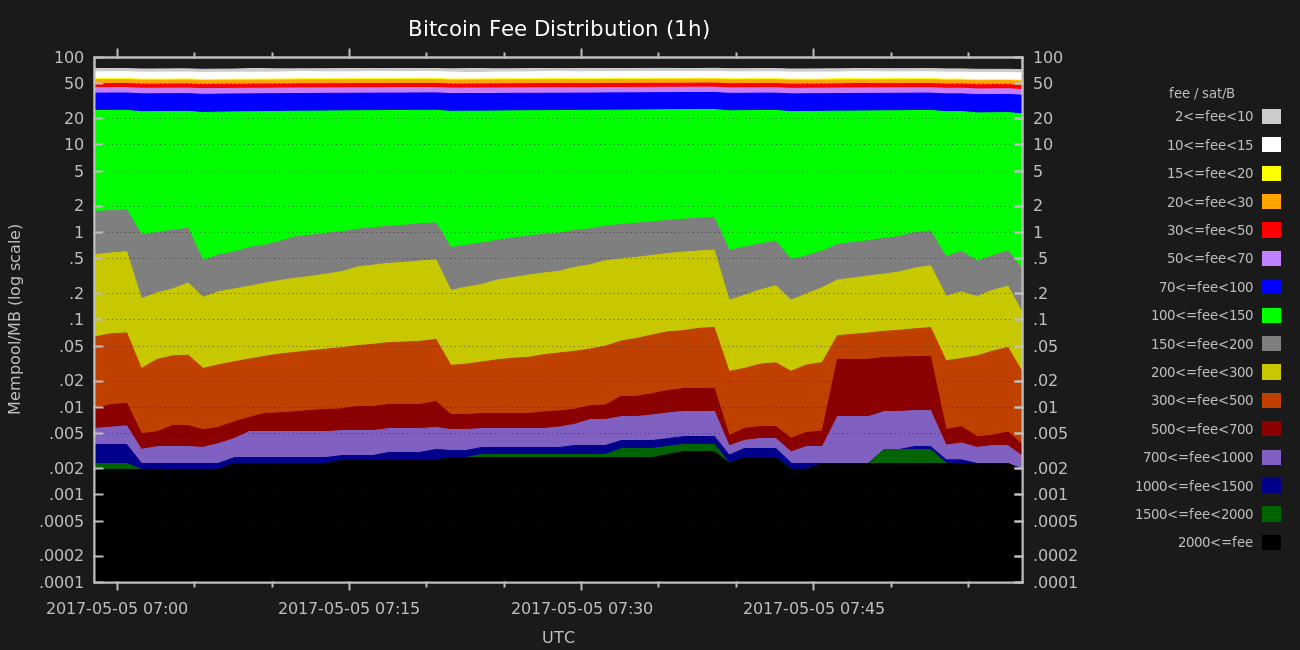 Bitcoin Fee Distribution (1h)
Mempool/MB (log scale)
100
50
20
10
5
2
1
.5
.2
.1
.05
.02
.01
.005
.002
.001
.0005
.0002
.0001
100
50
20
10
5
2
1
.5
.2
.1
.05
.02
.01
.005
.002
.001
.0005
.0002
.0001
2017-05-05 07:00
2017-05-05 07:15
2017-05-05 07:30
2017-05-05 07:45
UTC
fee / sat/B
2<=fee<10
10<=fee<15
15<=fee<20
20<=fee<30
30<=fee<50
50<=fee<70
70<=fee<100
100<=fee<150
150<=fee<200
200<=fee<300
300<=fee<500
500<=fee<700
700<=fee<1000
1000<=fee<1500
1500<=fee<2000
2000<=fee